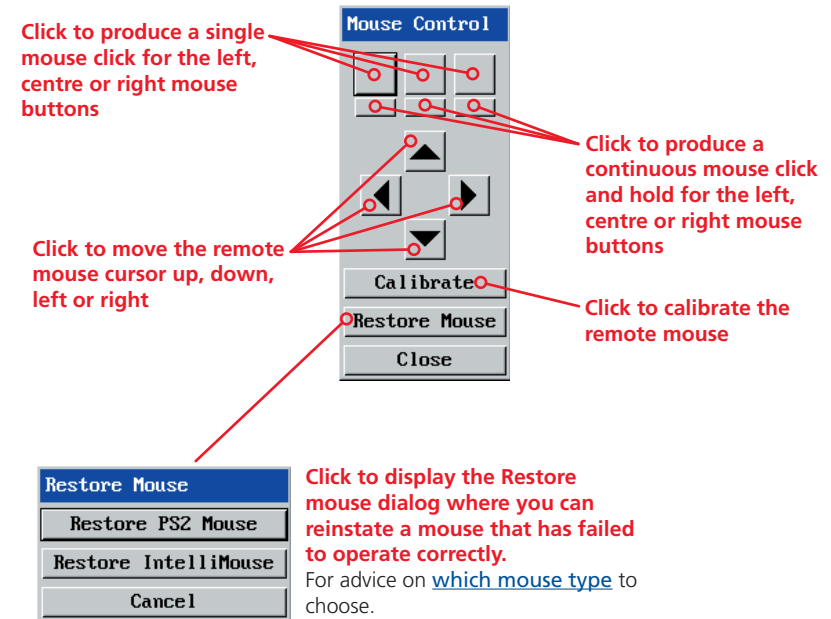 Mouse Control
Click to produce a single
mouse click for the left,
centre or right mouse
buttons
Click to produce a
continuous mouse click
and hold for the left,
centre or right mouse
buttons
Click to move the remote
mouse cursor up, down,
left or right
Calibrate
Click to calibrate the
remote mouse
Restore Mouse
Close
Restore Mouse
Restore PS2 Mouse
Restore IntelliMouse
Cancel
Click to display the Restore
mouse dialog where you can
reinstate a mouse that has failed
to operate correctly.
For advice on which mouse type to
choose.